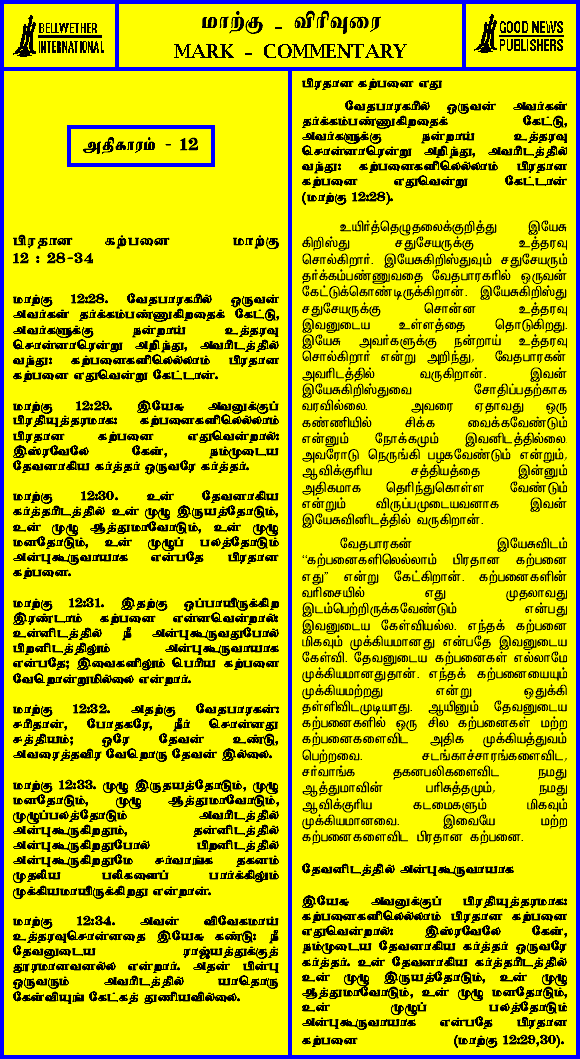 BELLWETHER
INTERNATIONAL
மாற்கு - விரிவுரை
MARK - COMMENTARY
GOOD NEWS
PUBLISHERS
அதிகாரம் - 12
பிரதான கற்பனை மாற்கு
12 : 28-34
மாற்கு 12:28. வேதபாரகரில் ஒருவன்
அவர்கள் தர்க்கம்பண்ணுகிறதைக் கேட்டு,
அவர்களுக்கு நன்றாய் உத்தரவு
சொன்னாரென்று அறிந்து, அவரிடத்தில்
வந்து: கற்பனைகளிலெல்லாம் பிரதான
கற்பனை எதுவென்று கேட்டான்.
மாற்கு 12:29. இயேசு அவனுக்குப்
பிரதியுத்தரமாக: கற்பனைகளிலெல்லாம்
பிரதான கற்பனை எதுவென்றால்:
இஸ்ரவேலே கேள், நம்முடைய
தேவனாகிய கர்த்தர் ஒருவரே கர்த்தர்.
மாற்கு 12:30. உன் தேவனாகிய
கர்த்தரிடத்தில் உன் முழு இருயத்தோடும்,
உன் முழு ஆத்துமாவோடும், உன் முழு
மனதோடும், உன் முழுப் பலத்தோடும்
அன்புகூருவாயாக என்பதே பிரதான
கற்பனை.
மாற்கு 12:31. இதற்கு ஒப்பாயிருக்கிற
இரண்டாம் கற்பனை என்னவென்றால்:
உன்னிடத்தில் நீ அன்புகூருவதுபோல்
பிறனிடத்திலும் அன்புகூருவாயாக
என்பதே; இவைகளிலும் பெரிய கற்பனை
வேறொன்றுமில்லை என்றார்.
மாற்கு 12:32. அதற்கு வேதபாரகன்:
சரிதான், போதகரே, நீர் சொன்னது
சத்தியம்; ஒரே தேவன் உண்டு,
அவரைத்தவிர வேறொரு தேவன் இல்லை.
மாற்கு 12:33. முழு இருதயத்தோடும், முழு
மனதோடும், முழு ஆத்துமாவோடும்,
முழுப்பலத்தோடும் அவரிடத்தில்
அன்புகூருகிறதும், தன்னிடத்தில்
அன்புகூருகிறதுபோல் பிறனிடத்தில்
அன்புகூருகிறதுமே சர்வாங்க தகனம்
முதலிய பலிகளைப் பார்க்கிலும்
முக்கியமாயிருக்கிறது என்றான்.
மாற்கு 12:34. அவன் விவேகமாய்
உத்தரவுசொன்னதை இயேசு கண்டு: நீ
தேவனுடைய ராஜ்யத்துக்குத்
தூரமானவனல்ல என்றார். அதன் பின்பு
ஒருவரும் அவரிடத்தில் யாதொரு
கேள்வியுங் கேட்கத் துணியவில்லை.
பிரதான கற்பனை எது
வேதபாரகரில் ஒருவன் அவர்கள்
தர்க்கம்பண்ணுகிறதைக் கேட்டு,
அவர்களுக்கு நன்றாய் உத்தரவு
சொன்னாரென்று அறிந்து, அவரிடத்தில்
வந்து: கற்பனைகளிலெல்லாம் பிரதான
கற்பனை எதுவென்று கேட்டான்
(மாற்கு 12:28).
உயிர்த்தெழுதலைக்குறித்து இயேசு
கிறிஸ்து சதுசேயருக்கு உத்தரவு
சொல்கிறார். இயேசுகிறிஸ்துவும் சதுசேயரும்
தர்க்கம்பண்ணுவதை வேதபாரகரில் ஒருவன்
கேட்டுக்கொண்டிருக்கிறான். இயேசுகிறிஸ்து
சதுசேயருக்கு சொன்ன உத்தரவு
இவனுடைய உள்ளத்தை தொடுகிறது.
இயேசு அவர்களுக்கு நன்றாய் உத்தரவு
சொல்கிறார் என்று அறிந்து, வேதபாரகன்
அவரிடத்தில் வருகிறான். இவன்
இயேசுகிறிஸ்துவை சோதிப்பதற்காக
வரவில்லை. அவரை ஏதாவது ஒரு
கண்ணியில் சிக்க வைக்கவேண்டும்
என்னும் நோக்கமும் இவனிடத்தில்லை.
அவரோடு நெருங்கி பழகவேண்டும் என்றும்,
ஆவிக்குரிய சத்தியத்தை இன்னும்
அதிகமாக தெரிந்துகொள்ள வேண்டும்
என்றும் விருப்பமுடையவனாக இவன்
இயேசுவினிடத்தில் வருகிறான்.
வேதபாரகன் இயேசுவிடம்
"கற்பனைகளிலெல்லாம் பிரதான கற்பனை
எது" என்று கேட்கிறான். கற்பனைகளின்
வரிசையில் எது முதலாவது
இடம்பெற்றிருக்கவேண்டும் என்பது
இவனுடைய கேள்வியல்ல. எந்தக் கற்பனை
மிகவும் முக்கியமானது என்பதே இவனுடைய
கேள்வி. தேவனுடைய கற்பனைகள் எல்லாமே
முக்கியமானதுதான். எந்தக் கற்பனையையும்
முக்கியமற்றது என்று ஒதுக்கி
தள்ளிவிடமுடியாது. ஆயினும் தேவனுடைய
கற்பனைகளில் ஒரு சில கற்பனைகள் மற்ற
கற்பனைகளைவிட அதிக முக்கியத்துவம்
பெற்றவை. சடங்காச்சாரங்களைவிட,
சர்வாங்க தகனபலிகளைவிட நமது
ஆத்துமாவின் பரிசுத்தமும், நமது
ஆவிக்குரிய கடமைகளும் மிகவும்
முக்கியமானவை. இவையே மற்ற
கற்பனைகளைவிட பிரதான கற்பனை.
தேவனிடத்தில் அன்புகூருவாயாக
இயேசு அவனுக்குப் பிரதியுத்தரமாக:
கற்பனைகளிலெல்லாம் பிரதான கற்பனை
எதுவென்றால்: இஸ்ரவேலே கேள்,
நம்முடைய தேவனாகிய கர்த்தர் ஒருவரே
கர்த்தர். உன் தேவனாகிய கர்த்தரிடத்தில்
உன் முழு இருயத்தோடும், உன் முழு
ஆத்துமாவோடும், உன் முழு மனதோடும்,
உன் முழுப் பலத்தோடும்
அன்புகூருவாயாக என்பதே பிரதான
கற்பனை (மாற்கு 12:29,30).